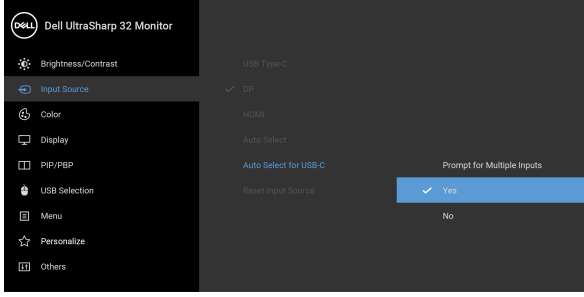 DELL Dell UltraSharp 32 Monitor
Brightness/Contrast
Input Source
Color
Display
PIP/PBP
USB Selection
Menu
Personalize
Others
USB Type-C
DP
HDMI
Auto Select
Auto Select for USB-C
Reset Input Source
Prompt for Multiple Inputs
Yes
No